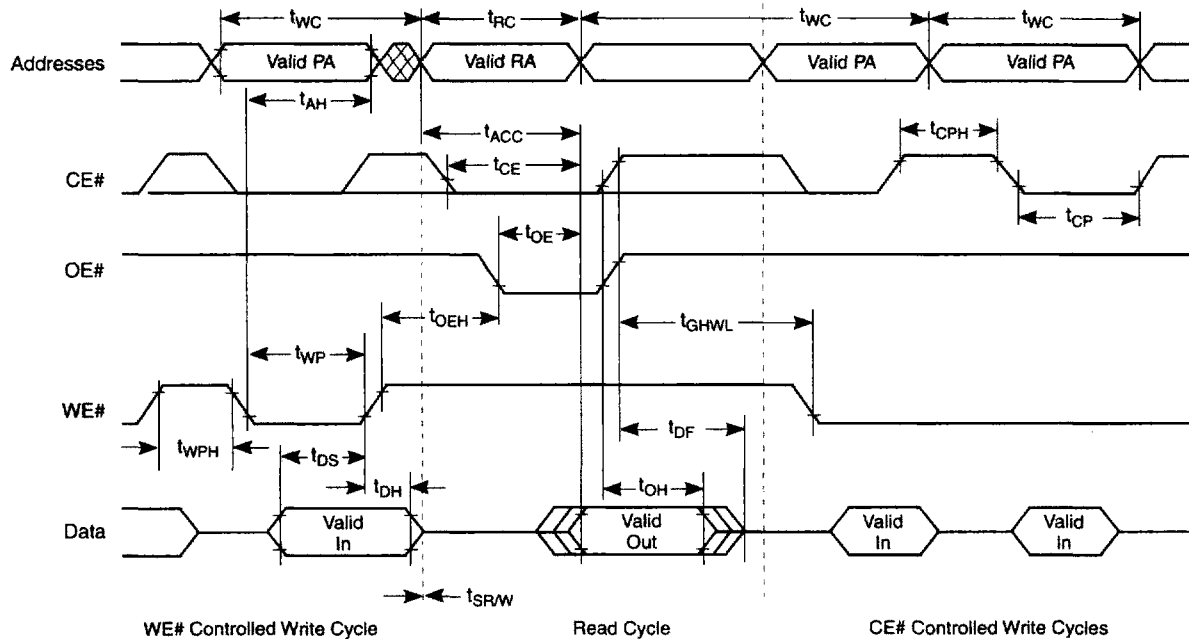 tWC tRC tWC tWC
Addresses Valid PA Valid RA Valid PA Valid PA
tAH
tACC tCPH
CE# tCE
tOE tCP
OE#
tOEH tGHWL
tWP
WE#
tWPH tDS tDF
tDH tOH
Data Valid In Valid Out Valid In Valid In
tSR/W
WE# Controlled Write Cycle Read Cycle CE# Controlled Write Cycles